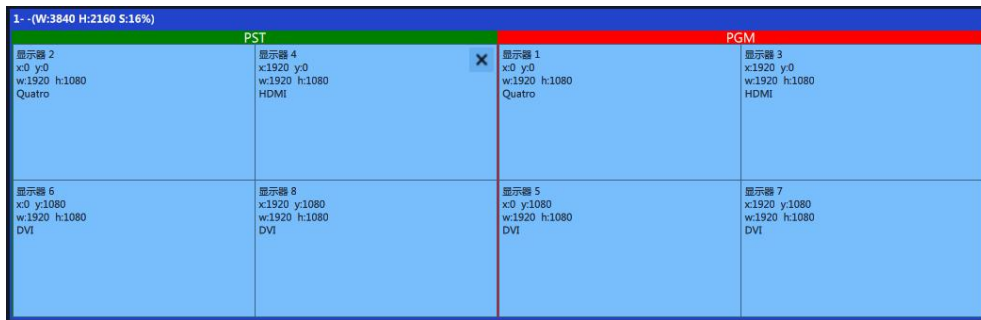 1- -(W:3840 H:2160 S:16%)
PST
PGM
显示器 2
x:0 y:0
w:1920 h:1080
Quatro
显示器 4
x:1920 y:0
w:1920 h:1080
HDMI
显示器 1
x:0 y:0
w:1920 h:1080
Quatro
显示器 3
x:1920 y:0
w:1920 h:1080
HDMI
显示器 6
x:0 y:1080
w:1920 h:1080
DVI
显示器 8
x:1920 y:1080
w:1920 h:1080
DVI
显示器 5
x:0 y:1080
w:1920 h:1080
DVI
显示器 7
x:1920 y:1080
w:1920 h:1080
DVI